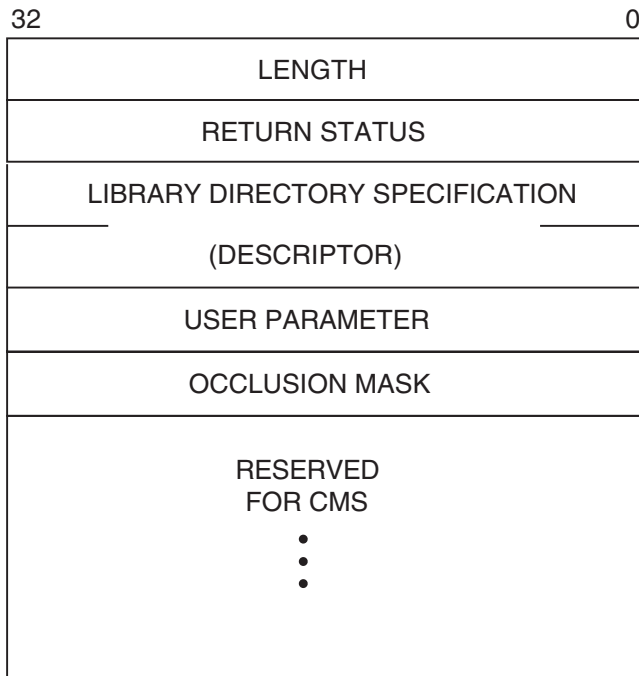 32 0
LENGTH
RETURN STATUS
LIBRARY DIRECTORY SPECIFICATION
(DESCRIPTOR)
USER PARAMETER
OCCLUSION MASK
RESERVED
FOR CMS